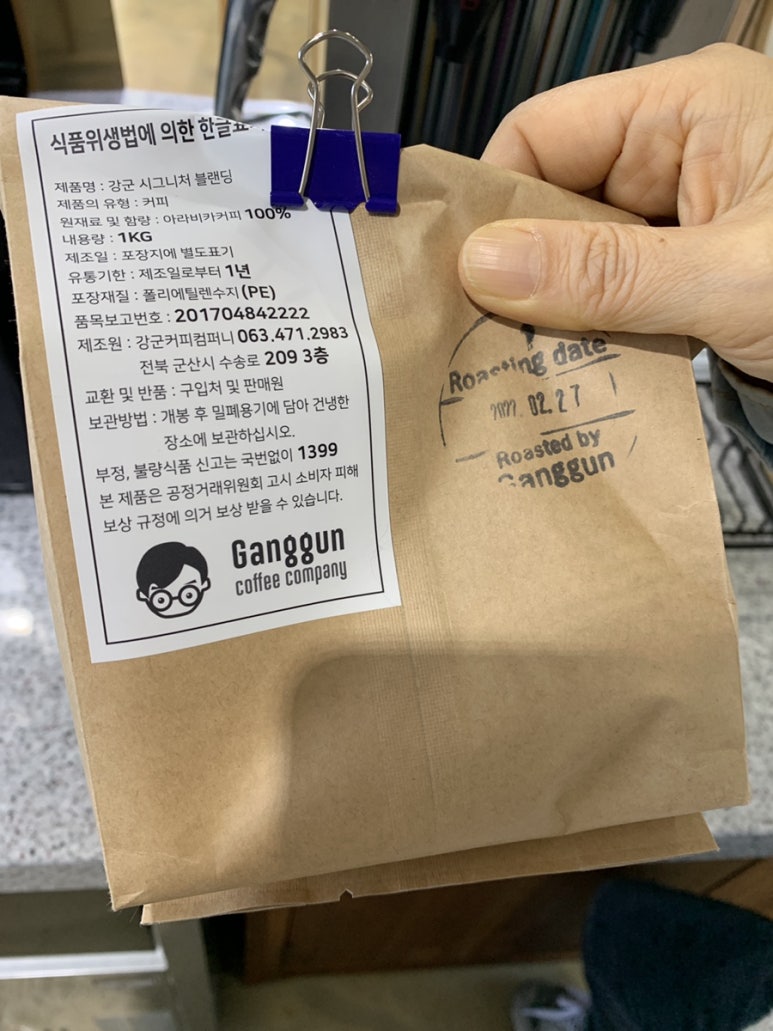 식품위생법에 의한
제품명 : 강군 시그니처 블랜딩
제품의 유형 : 커피
원재료 및 함량 : 아라비카커피 100%
내용량 : 1KG
제조일 : 포장지에 별도표기
유통기한 : 제조일로부터 1년
포장재질 : 폴리에틸렌수지(PE)
품목보고번호 : 201704842222
제조원 : 강군커피컴퍼니 063.471.2983
전북 군산시 수송로 209 3층
교환 및 반품 : 구입처 및 판매원
보관방법 : 개봉 후 밀폐용기에 담아 건냉한
장소에 보관하십시오.
부정, 불량식품 신고는 국번없이 1399
본 제품은 공정거래위원회 고시 소비자 피해
보상 규정에 의거 보상 받을 수 있습니다.
Ganggun
coffee company
Roasting date
02.27
Roasted by
Ganggun